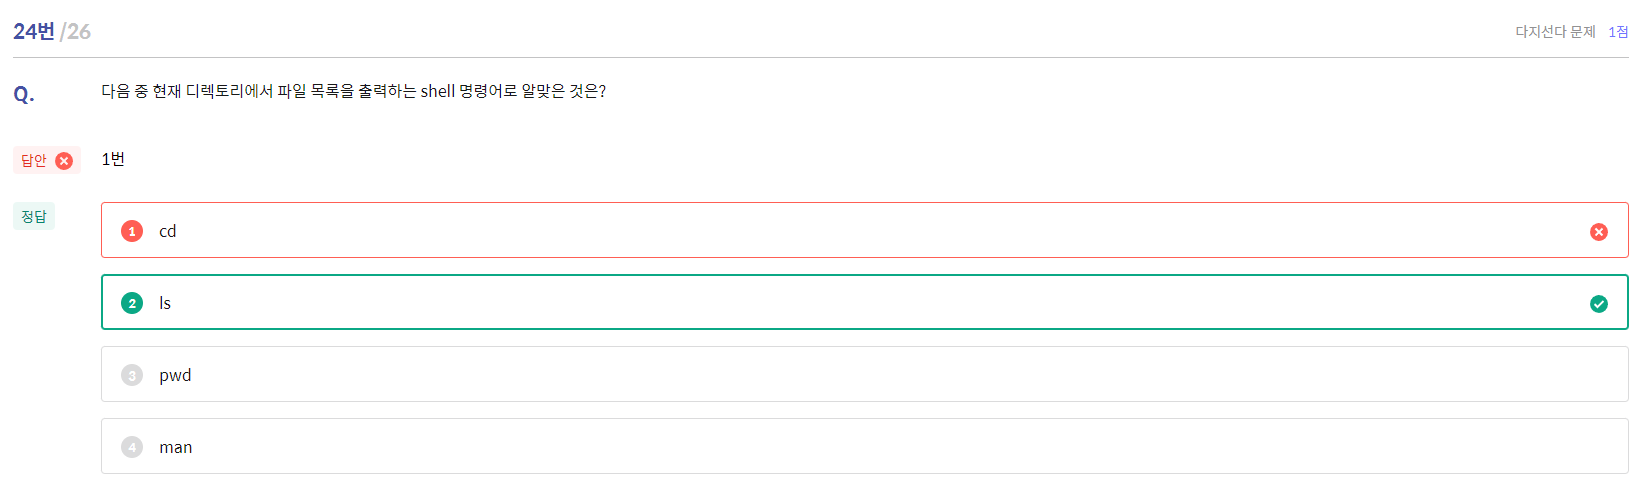 24번 /26
다지선다 문제 1점
Q. 다음 중 현재 디렉토리에서 파일 목록을 출력하는 shell 명령어로 알맞은 것은?
답안 1번
정답
1 cd
2 ls
3 pwd
4 man